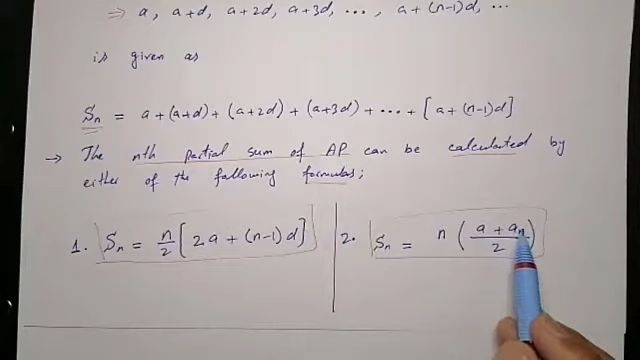 ⇒ a, a+d, a+2d, a+3d, ..., a+(n-1)d, ...
is given as
Sn = a+(a+d)+(a+2d)+(a+3d)+...+[a+(n-1)d]
→ The nth partial sum of AP can be calculated by
either of the following formulas;
1. Sn = n/2 [2a+(n-1)d]
2. Sn = n ( (a+an)/2 )